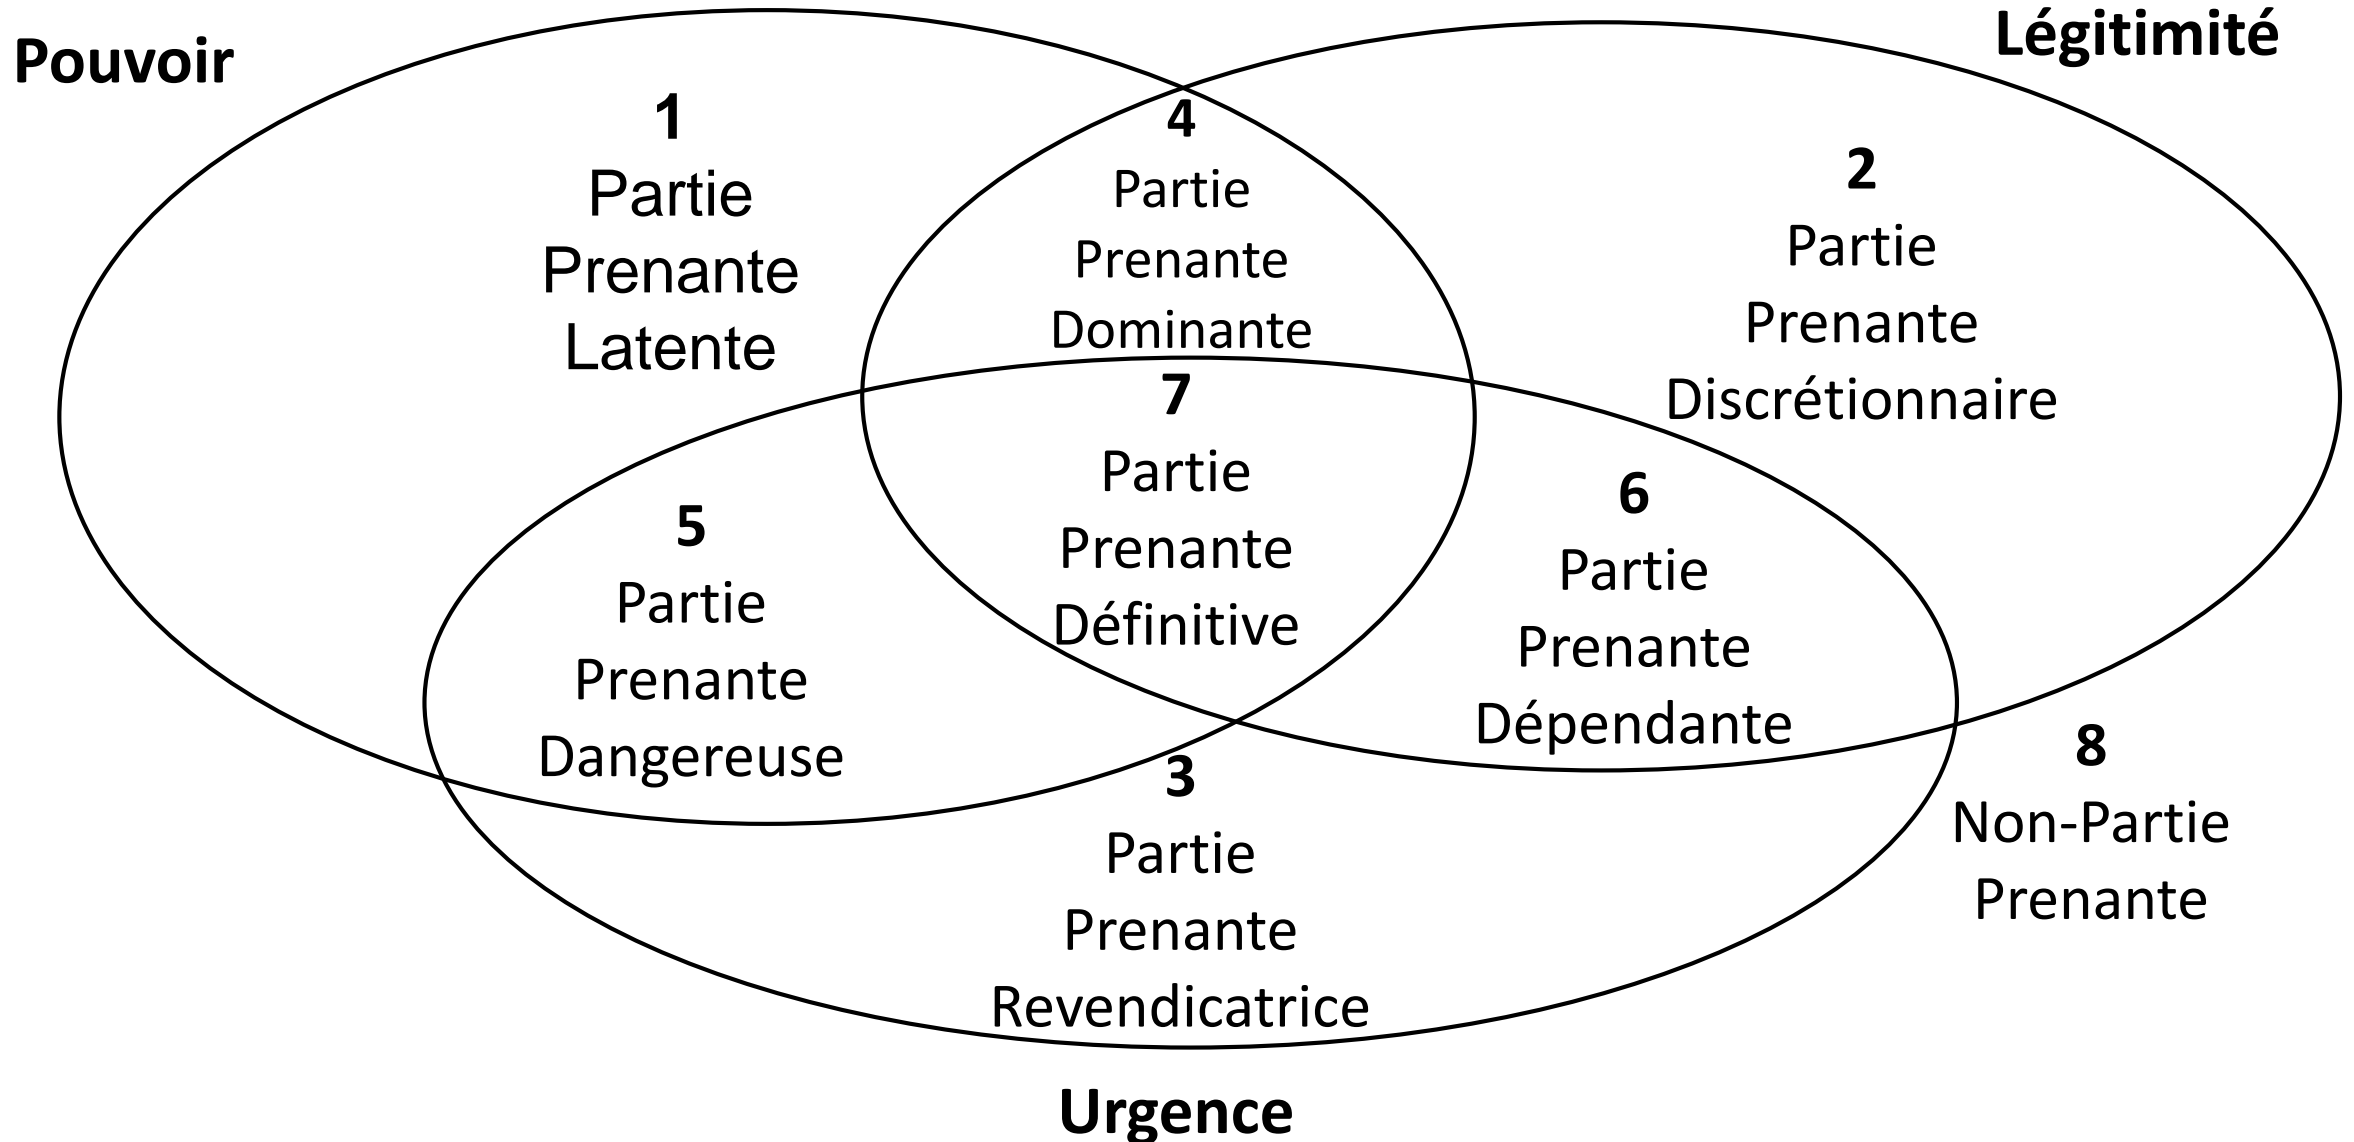 Pouvoir
Légitimité
1
Partie
Prenante
Latente
4
Partie
Prenante
Dominante
2
Partie
Prenante
Discrétionnaire
7
Partie
Prenante
Définitive
5
Partie
Prenante
Dangereuse
6
Partie
Prenante
Dépendante
3
Partie
Prenante
Revendicatrice
8
Non-Partie
Prenante
Urgence